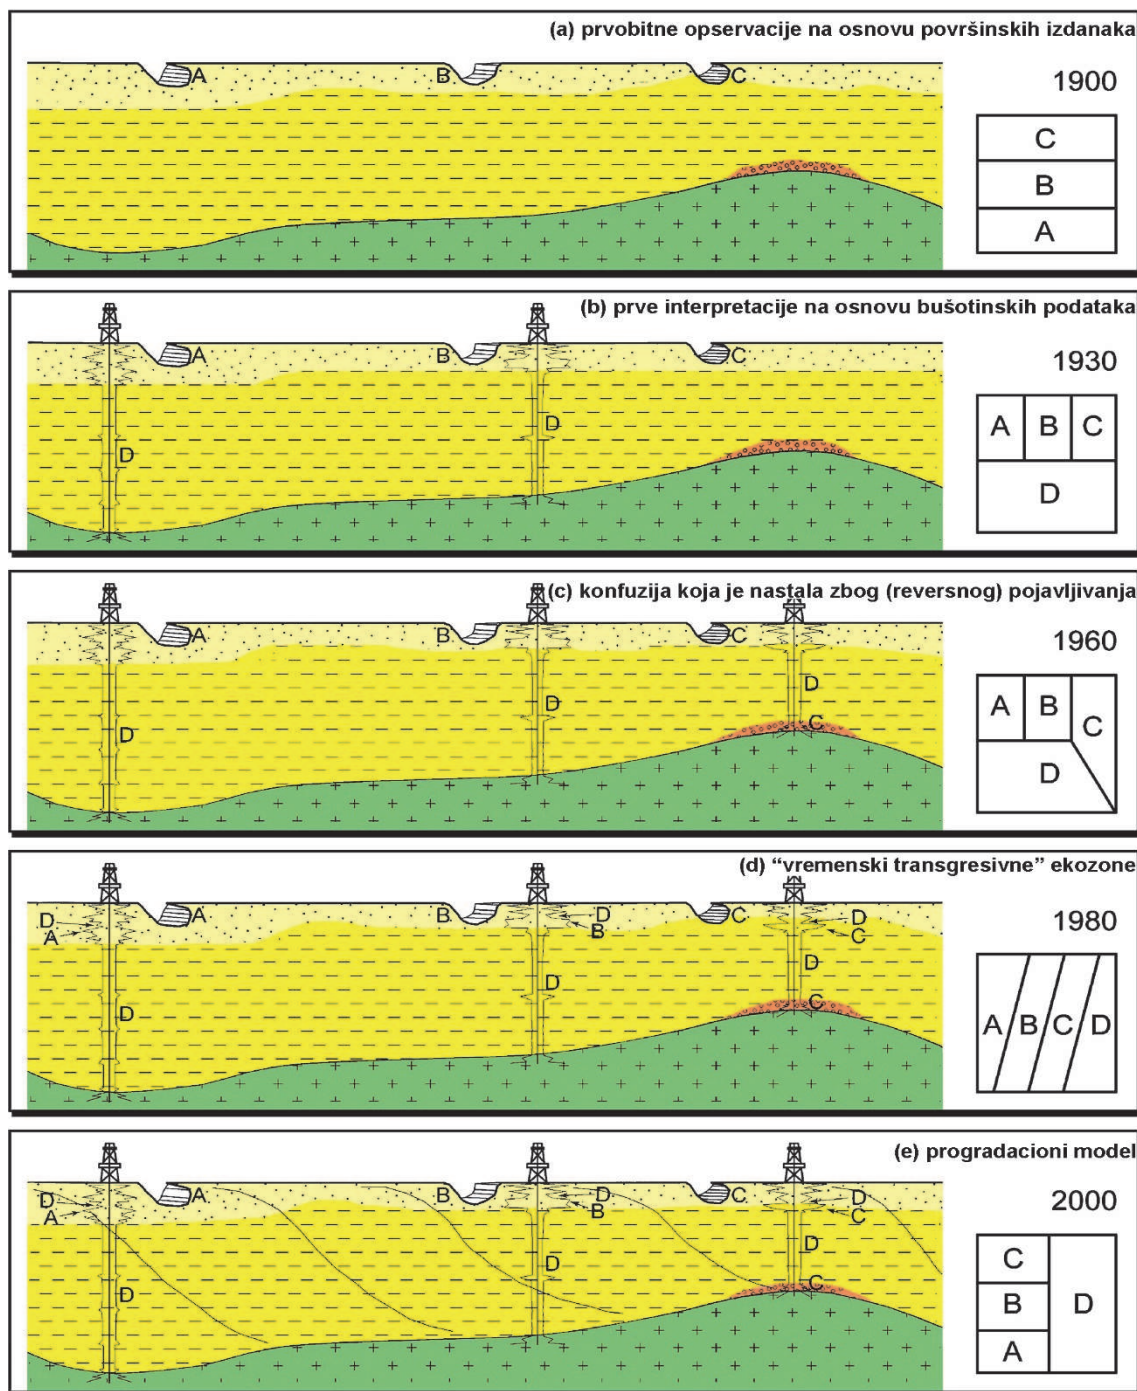 (a) prvobitne opservacije na osnovu površinskih izdanaka
A B C
1900
C
B
A
(b) prve interpretacije na osnovu bušotinskih podataka
A B C
1930
D D
A B C
D
(c) konfuzija koja je nastala zbog (reversnog) pojavljivanja
A B C
1960
D D D
C
A B C
D
(d) “vremenski transgresivne” ekozone
D A A B D B C D C
1980
D D D
C
A B C D
(e) progradacioni model
D A A B D B C D C
2000
D D D
C
C
B D
A